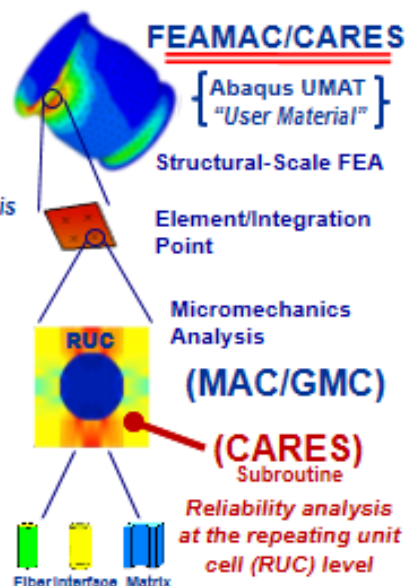 FEAMAC/CARES
{ Abaqus UMAT }
"User Material"
Structural-Scale FEA
is
Element/Integration
Point
Micromechanics
Analysis
RUC
(MAC/GMC)
(CARES)
Subroutine
Reliability analysis
at the repeating unit
cell (RUC) level
Fiber Interface Matrix